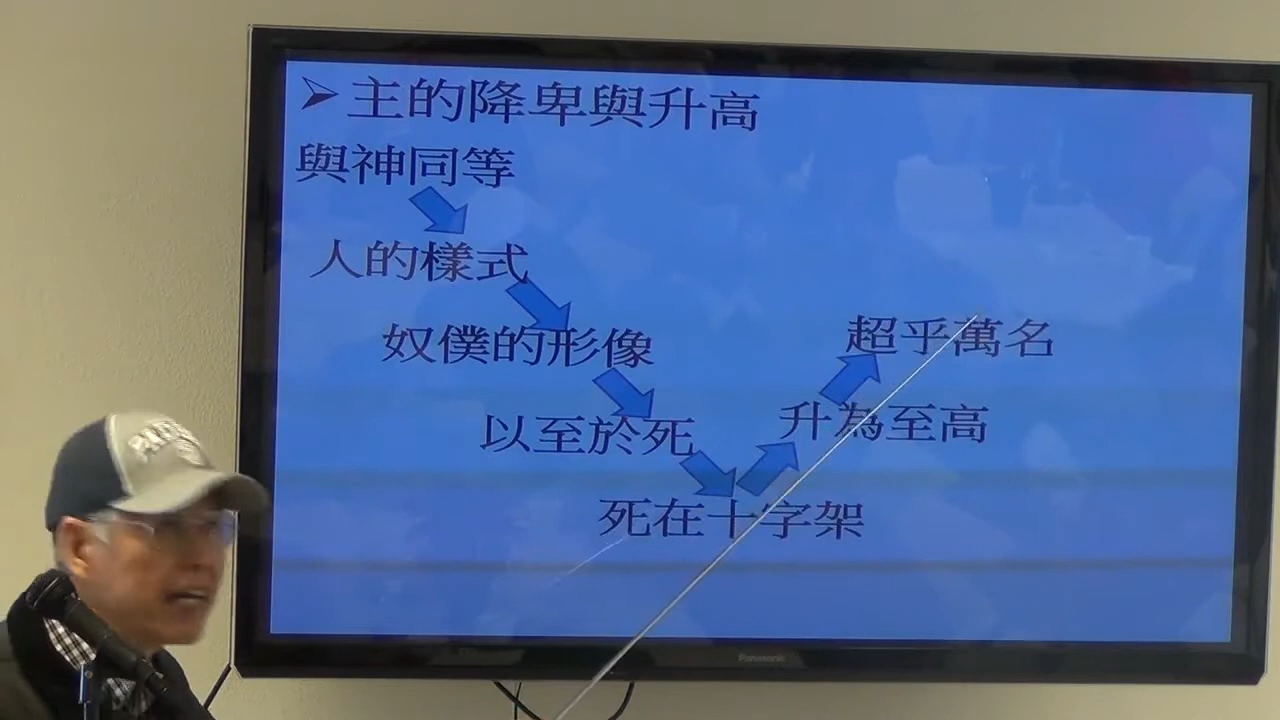 主的降卑與升高
與神同等
人的樣式
奴僕的形像
超乎萬名
以至於死
升為至高
死在十字架
Panasonic